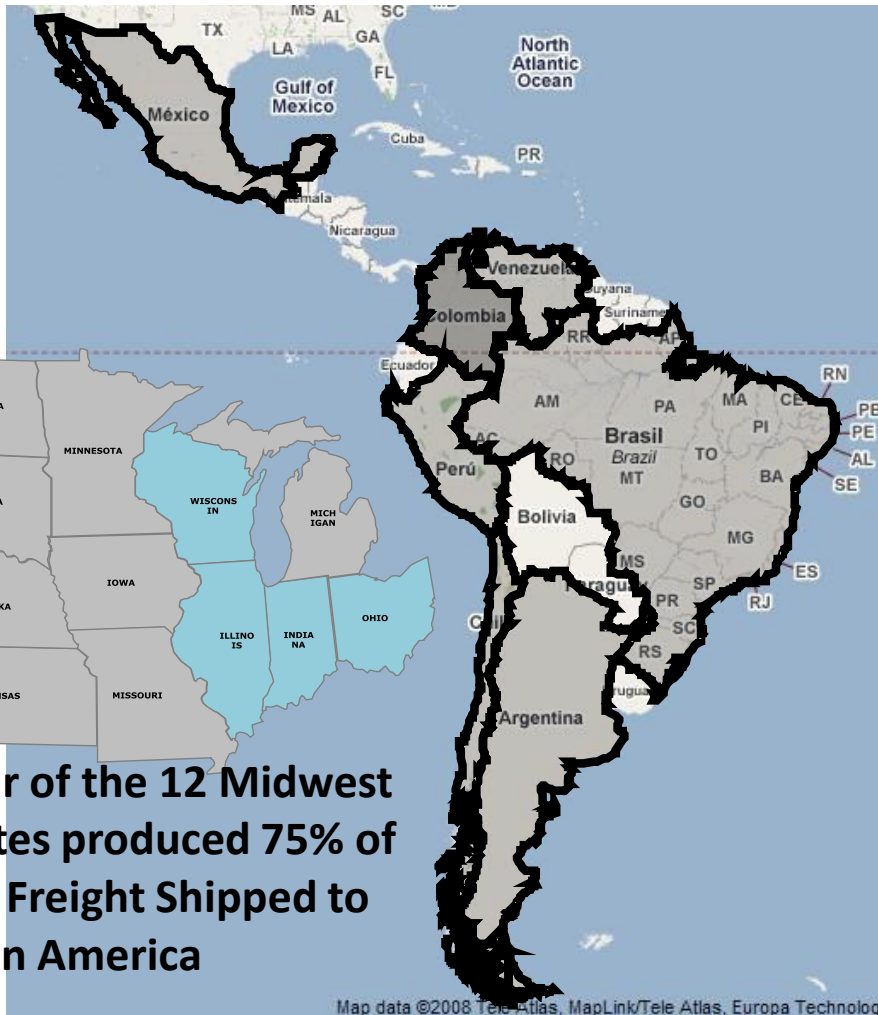 MS AL SC
TX
GA
LA
FL
North
Atlantic
Ocean
Gulf of
Mexico
México
Cuba
PR
Nicaragua
Venezuel
Suriname
Colombia
RR
AP
Ecuador
RN
AM
PA
MA
CE
PB
PI
PE
AC
Brasil
Brazil
AL
RO
TO
Perú
MT
BA
SE
GO
Bolivia
MG
MS
ES
Paraguay
SP
PR
RJ
SC
RS
Argentina
MINNESOTA
WISCONS
IN
MICH
IGAN
IOWA
ILLINO
IS
INDIA
NA
OHIO
MISSOURI
r of the 12 Midwest
tes produced 75% of
Freight Shipped to
n America
Map data ©2008 Tele Atlas, MapLink/Tele Atlas, Europa Technolog